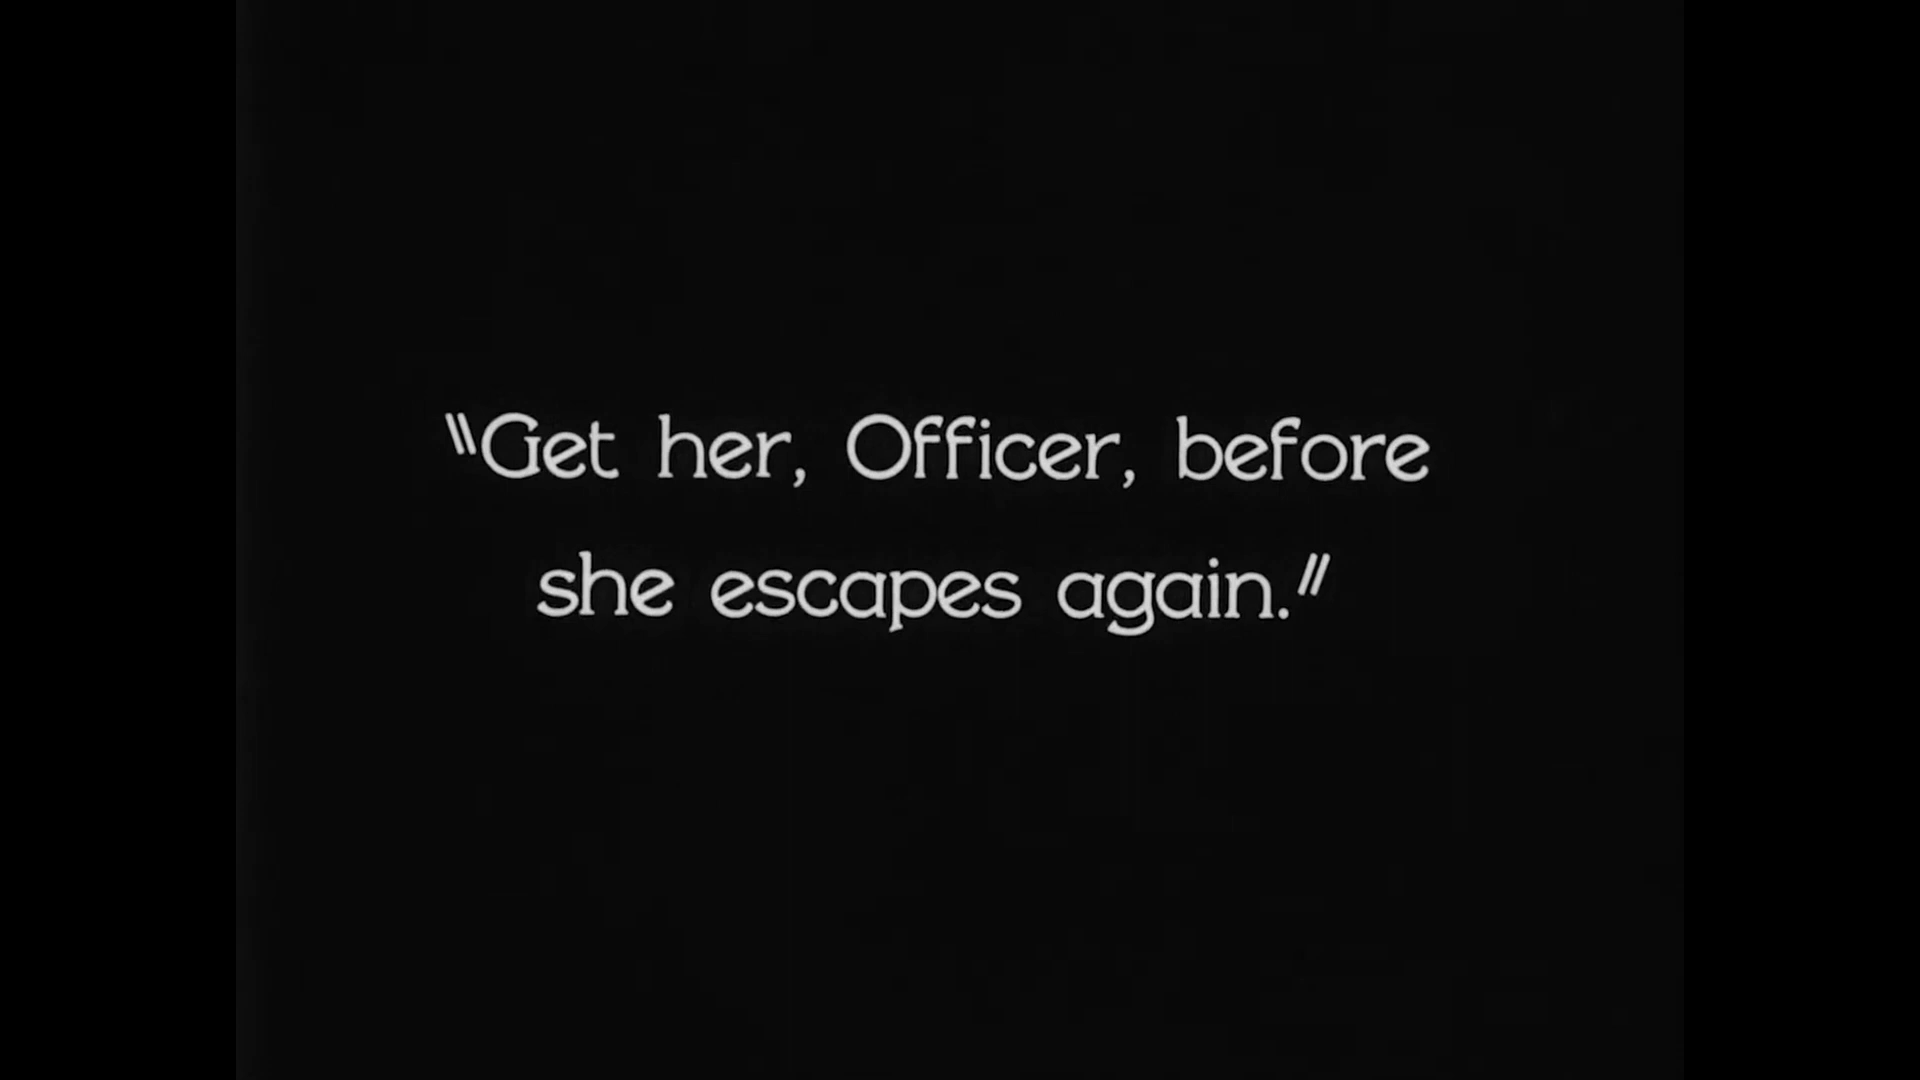 "Get her, Officer, before
she escapes again."